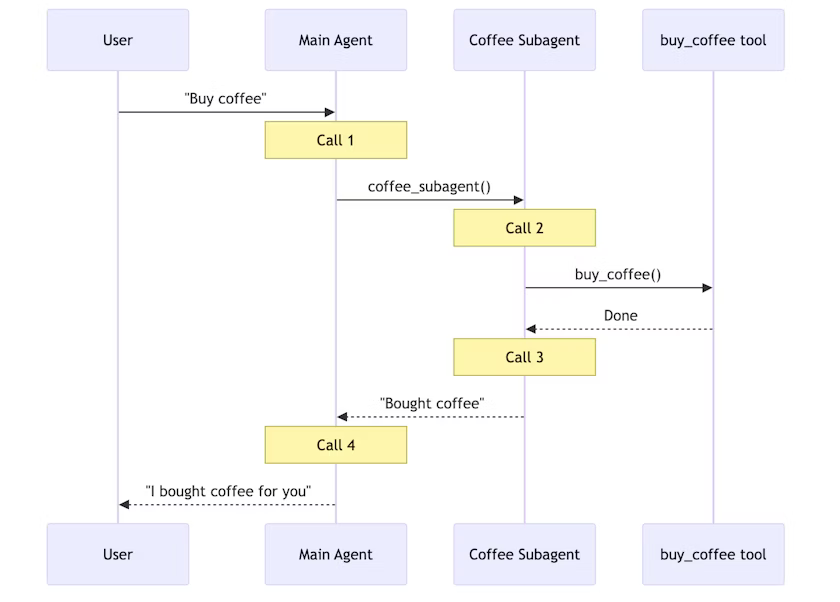 User
Main Agent
Coffee Subagent
buy_coffee tool
"Buy coffee"
Call 1
coffee_subagent()
Call 2
buy_coffee()
Done
Call 3
"Bought coffee"
Call 4
"I bought coffee for you"
User
Main Agent
Coffee Subagent
buy_coffee tool